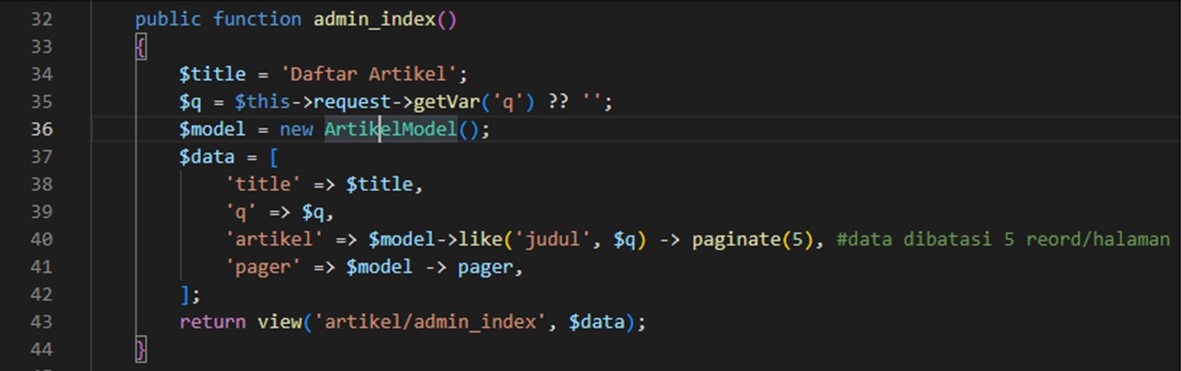 32 public function admin_index()
33 {
34 $title = 'Daftar Artikel';
35 $q = $this->request->getVar('q') ?? '';
36 $model = new ArtikelModel();
37 $data = [
38 'title' => $title,
39 'q' => $q,
40 'artikel' => $model->like('judul', $q) -> paginate(5), #data dibatasi 5 reord/halaman
41 'pager' => $model -> pager,
42 ];
43 return view('artikel/admin_index', $data);
44 }